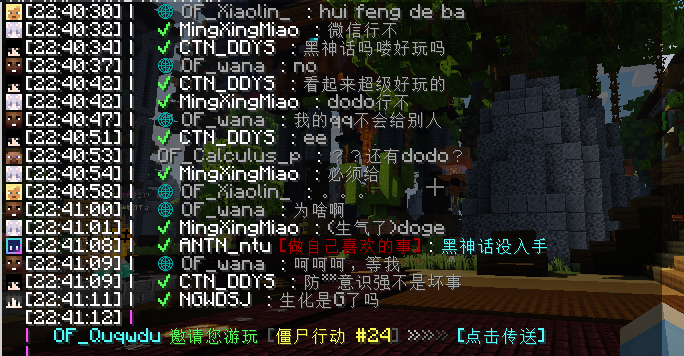 [22:40:30] | OF_Xiaolin_ : hui feng de ba
[22:40:32] | ✔ MingXingMiao : 微信行不
[22:40:34] | ✔ CTN_DDYS : 黑神话吗喽好玩吗
[22:40:37] | OF_wana : no
[22:40:40] | ✔ CTN_DDYS : 看起来超级好玩的
[22:40:42] | ✔ MingXingMiao : dodo行不
[22:40:47] | OF_wana : 我的qq不会给别人
[22:40:51] | ✔ CTN_DDYS : ee
[22:40:53] | OF_Calculus_p : ？？还有dodo？
[22:40:54] | ✔ MingXingMiao : 必须给
[22:40:58] | OF_Xiaolin_ : 。。。。
[22:41:00] | OF_wana : 为啥啊
[22:41:01] | ✔ MingXingMiao : (生气了)doge
[22:41:08] | ✔ ANTN_ntu [做自己喜欢的事] : 黑神话没入手
[22:41:09] | OF_wana : 呵呵呵，等我
[22:41:09] | ✔ CTN_DDYS : 防**意识强不是坏事
[22:41:11] | ✔ NGWDSJ : 生化是G了吗
[22:41:12] |
| OF_Ouqwdu 邀请您游玩 [僵尸行动 #24] »»» [点击传送]